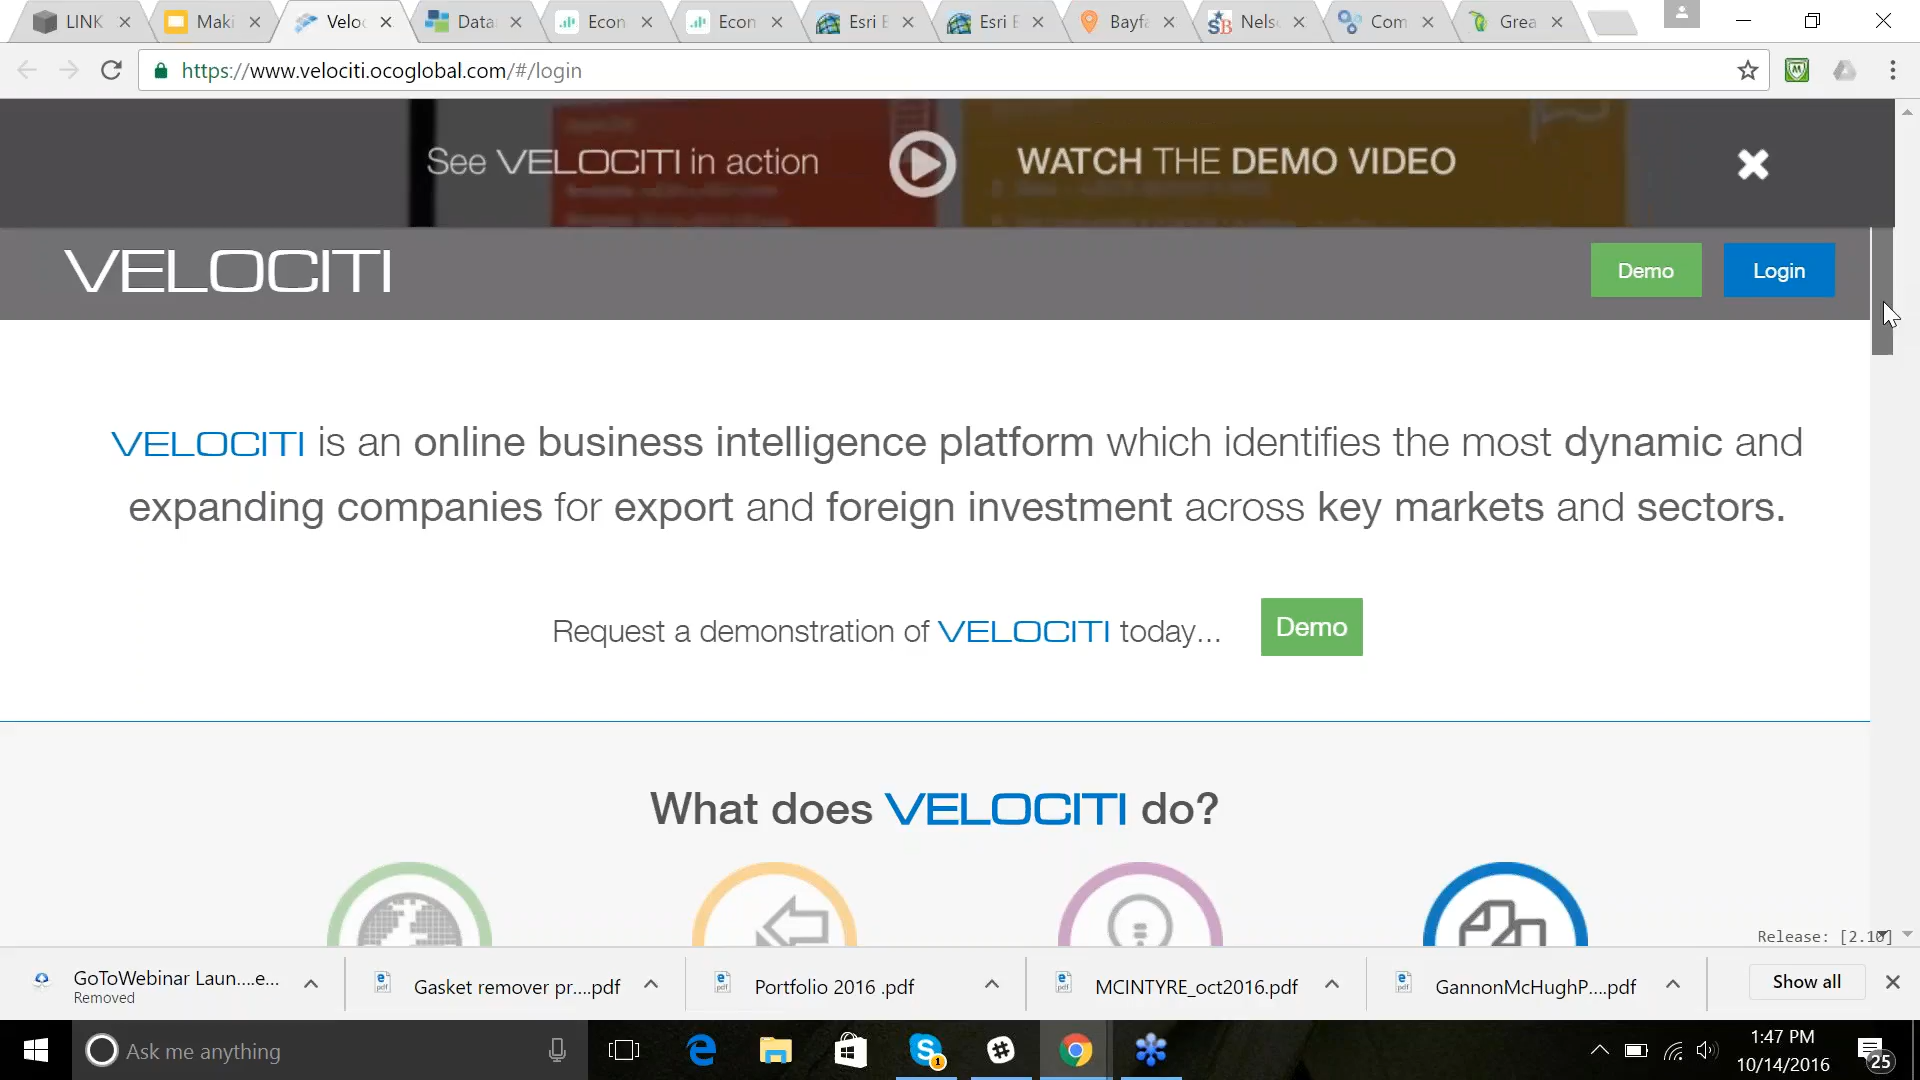 LINK
Maki
Velo
Data
Econ
Econ
Esri E
Esri E
Bayfa
Nelso
Com
Grea
https://www.velociti.ocoglobal.com/#/login
See VELOCITI in action
WATCH THE DEMO VIDEO
VELOCITI
Demo
Login
VELOCITI is an online business intelligence platform which identifies the most dynamic and
expanding companies for export and foreign investment across key markets and sectors.
Request a demonstration of VELOCITI today...
Demo
What does VELOCITI do?
Release: [2.10]
GoToWebinar Laun....e...
Removed
Gasket remover pr....pdf
Portfolio 2016 .pdf
MCINTYRE_oct2016.pdf
GannonMcHughP....pdf
Show all
Ask me anything
1
1:47 PM
10/14/2016
25